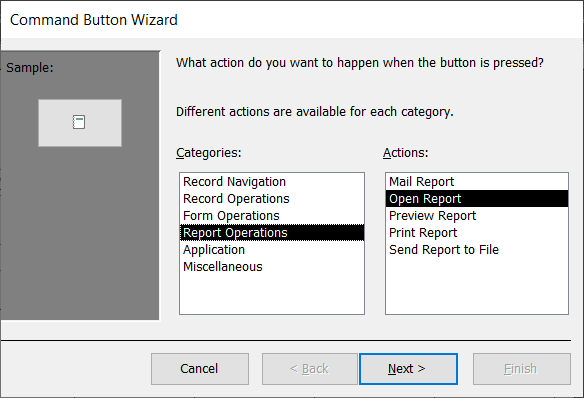 Command Button Wizard
Sample:
What action do you want to happen when the button is pressed?
Different actions are available for each category.
Categories:
Actions:
Record Navigation
Record Operations
Form Operations
Report Operations
Application
Miscellaneous
Mail Report
Open Report
Preview Report
Print Report
Send Report to File
Cancel
< Back
Next >
Finish